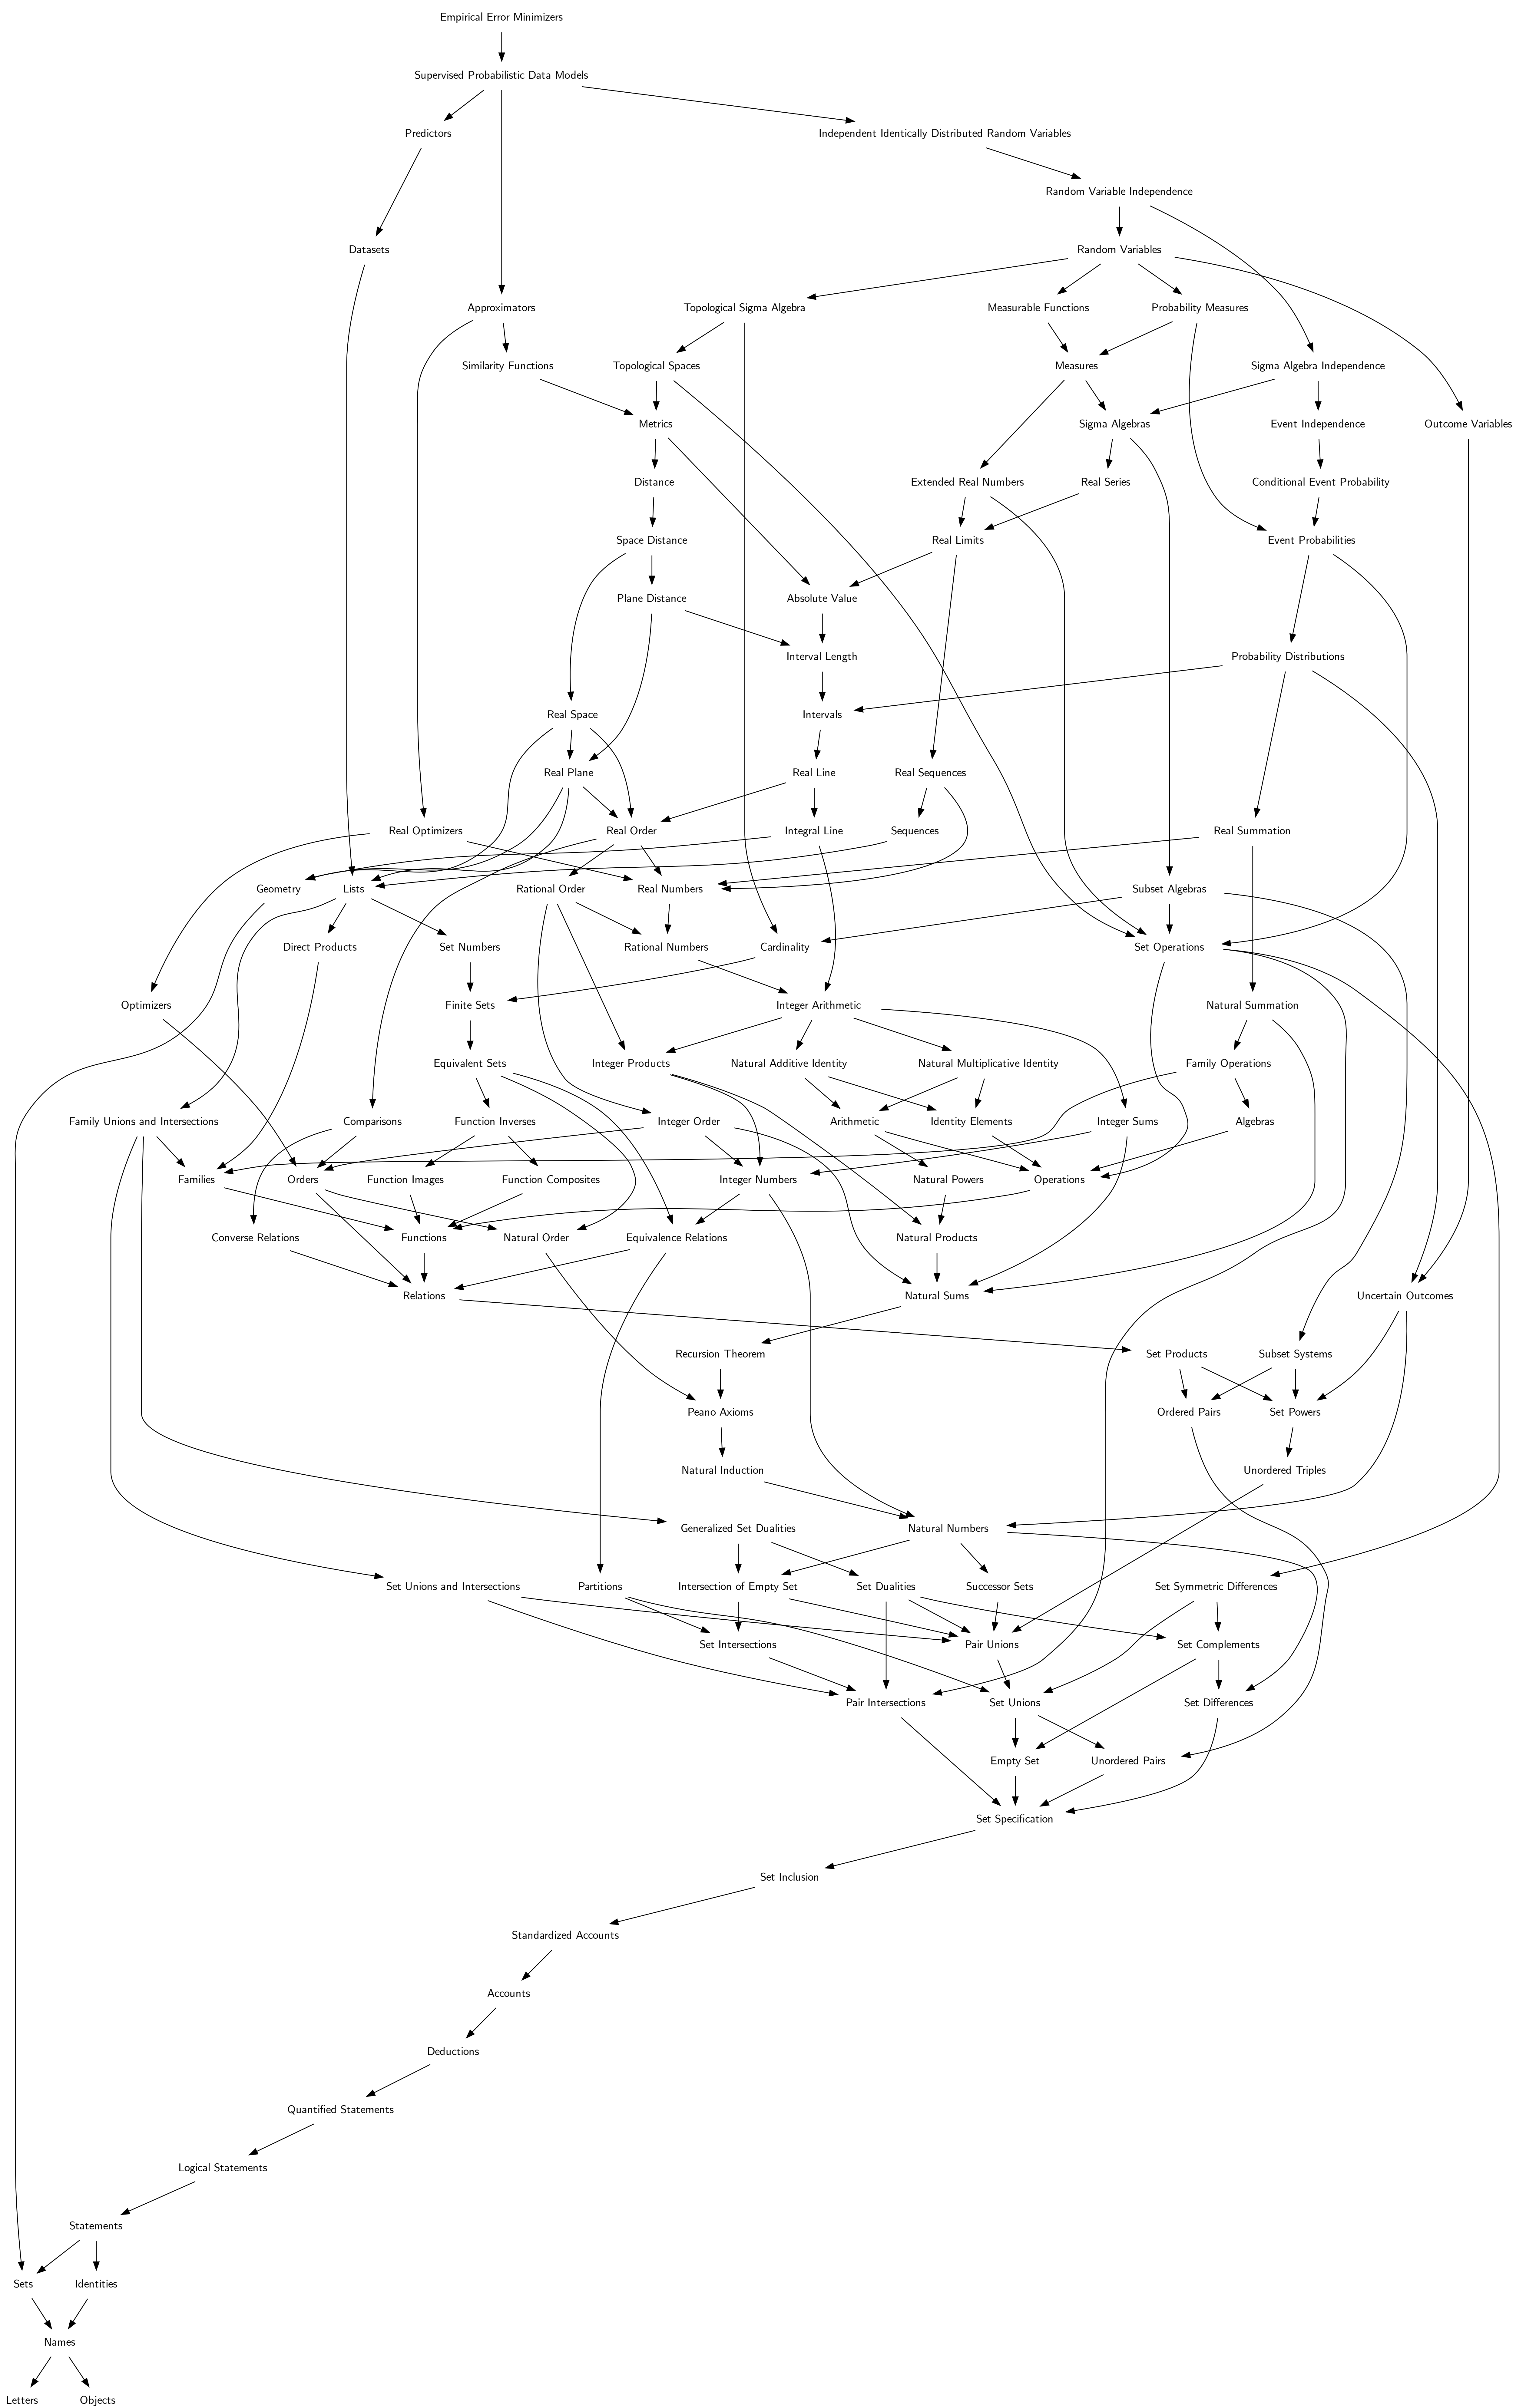 Empirical Error Minimizers
Supervised Probabilistic Data Models
Predictors
Independent Identically Distributed Random Variables
Random Variable Independence
Datasets
Random Variables
Approximators
Topological Sigma Algebra
Measurable Functions
Probability Measures
Similarity Functions
Topological Spaces
Measures
Sigma Algebra Independence
Metrics
Sigma Algebras
Event Independence
Outcome Variables
Distance
Extended Real Numbers
Real Series
Conditional Event Probability
Space Distance
Real Limits
Event Probabilities
Plane Distance
Absolute Value
Interval Length
Probability Distributions
Real Space
Intervals
Real Plane
Real Line
Real Sequences
Real Optimizers
Real Order
Integral Line
Sequences
Real Summation
Geometry
Lists
Rational Order
Real Numbers
Subset Algebras
Direct Products
Set Numbers
Rational Numbers
Cardinality
Set Operations
Optimizers
Finite Sets
Integer Arithmetic
Natural Summation
Equivalent Sets
Integer Products
Natural Additive Identity
Natural Multiplicative Identity
Family Operations
Family Unions and Intersections
Comparisons
Function Inverses
Integer Order
Arithmetic
Identity Elements
Integer Sums
Algebras
Families
Orders
Function Images
Function Composites
Integer Numbers
Natural Powers
Operations
Converse Relations
Functions
Natural Order
Equivalence Relations
Natural Products
Relations
Natural Sums
Uncertain Outcomes
Recursion Theorem
Set Products
Subset Systems
Peano Axioms
Ordered Pairs
Set Powers
Natural Induction
Unordered Triples
Generalized Set Dualities
Natural Numbers
Set Unions and Intersections
Partitions
Intersection of Empty Set
Set Dualities
Successor Sets
Set Symmetric Differences
Set Intersections
Pair Unions
Set Complements
Pair Intersections
Set Unions
Set Differences
Empty Set
Unordered Pairs
Set Specification
Set Inclusion
Standardized Accounts
Accounts
Deductions
Quantified Statements
Logical Statements
Statements
Sets
Identities
Names
Letters
Objects